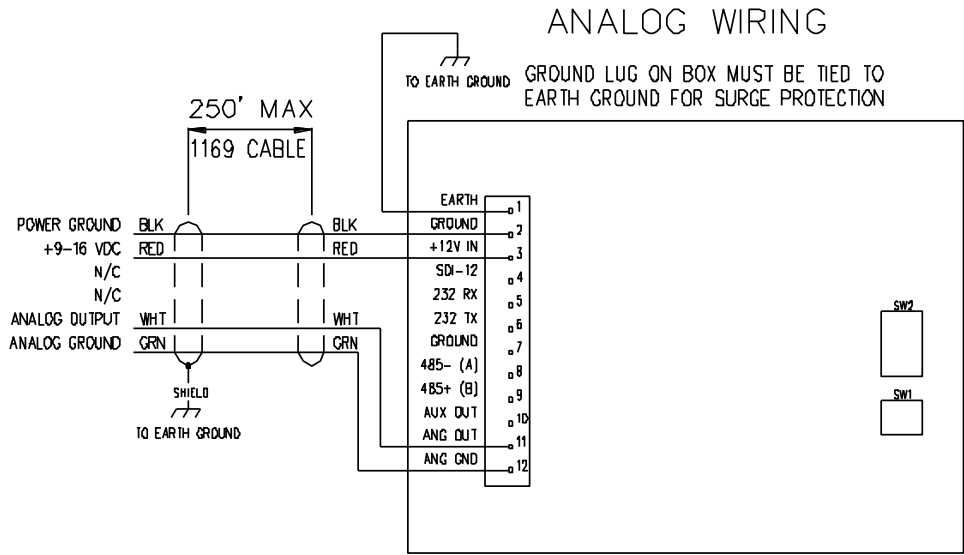 ANALOG WIRING
TO EARTH GROUND
GROUND LUG ON BOX MUST BE TIED TO
EARTH GROUND FOR SURGE PROTECTION
250' MAX
1169 CABLE
POWER GROUND BLK BLK GROUND 2
+9-16 VDC RED RED +12V IN 3
N/C
N/C
ANALOG OUTPUT WHT WHT
ANALOG GROUND GRN GRN
SHIELD
TO EARTH GROUND
EARTH 1
SDI-12 4
232 RX 5
232 TX 6
GROUND 7
485- (A) 8
485+ (B) 9
AUX OUT 10
ANG OUT 11
ANG GND 12
SW2
SW1